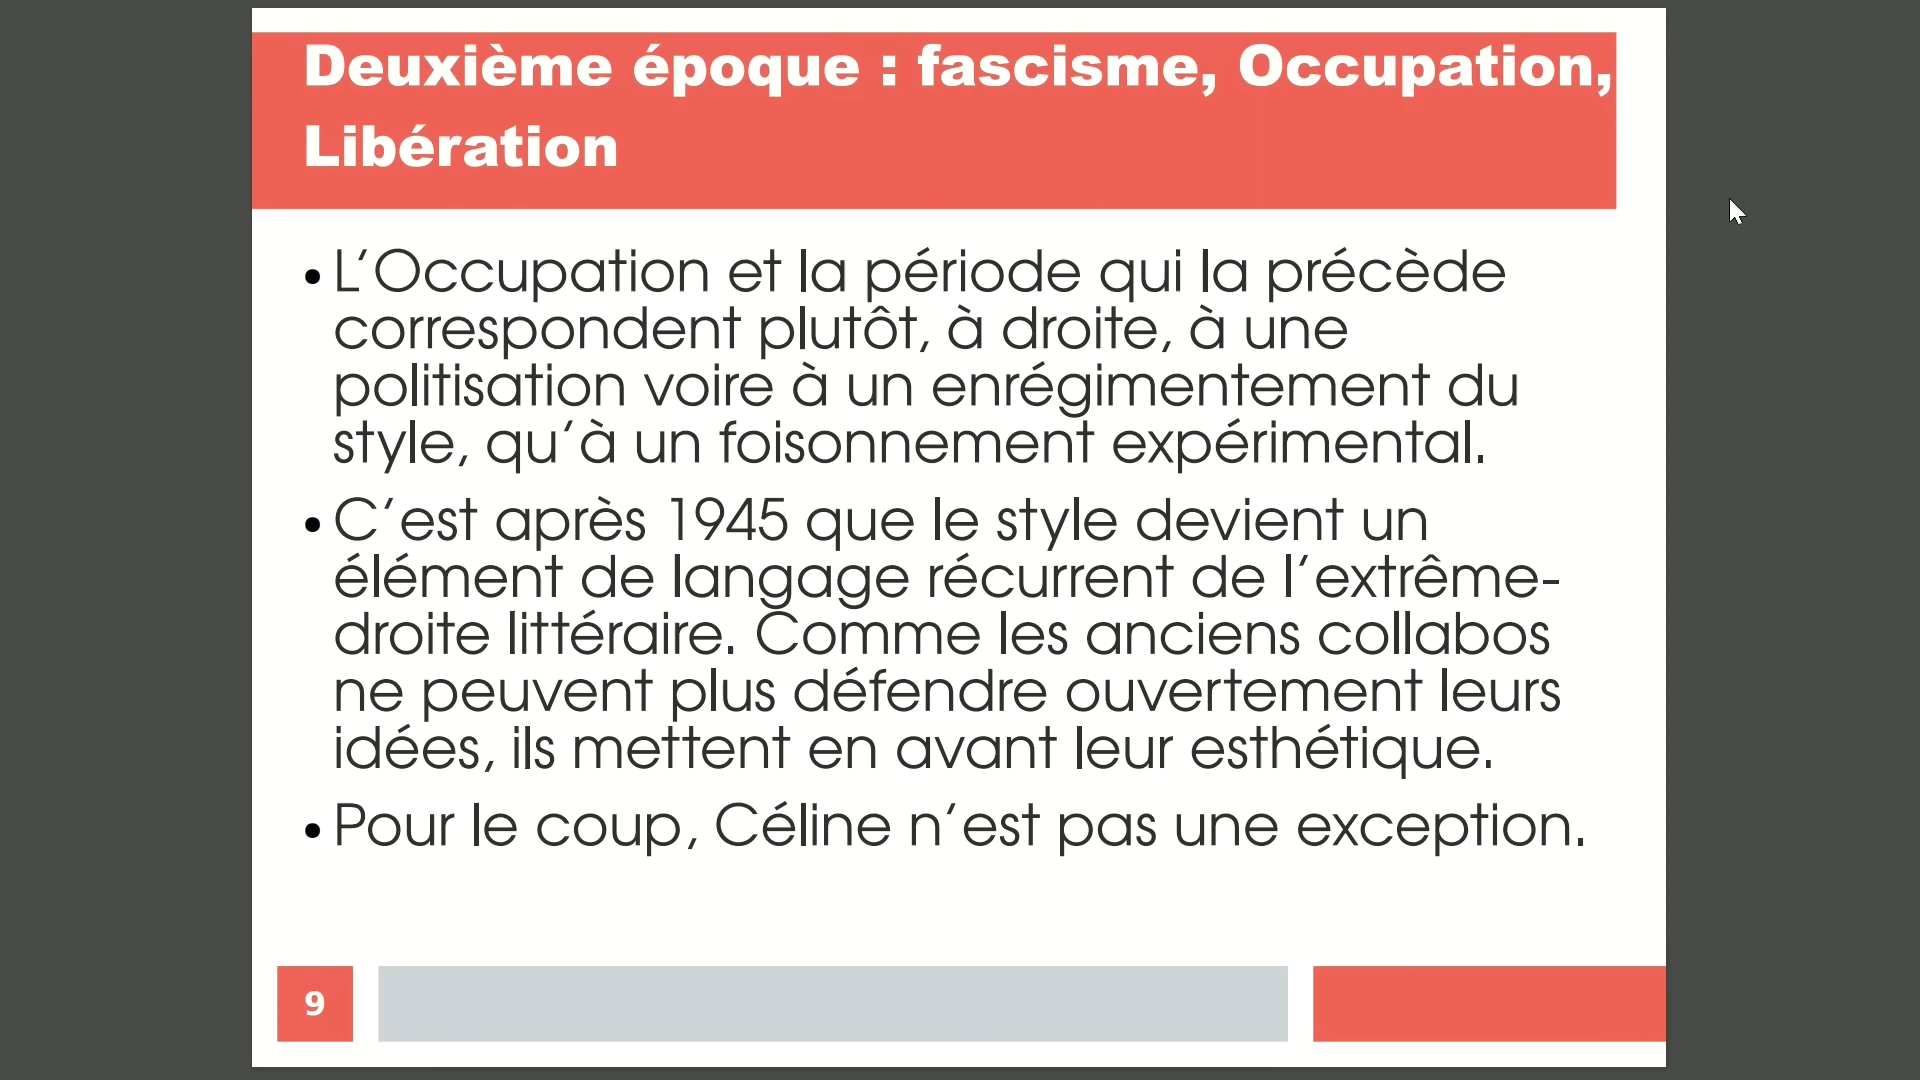 Deuxième époque : fascisme, Occupation,
Libération
• L’Occupation et la période qui la précède
correspondent plutôt, à droite, à une
politisation voire à un enrégimentement du
style, qu’à un foisonnement expérimental.
• C’est après 1945 que le style devient un
élément de langage récurrent de l’extrême-
droite littéraire. Comme les anciens collabos
ne peuvent plus défendre ouvertement leurs
idées, ils mettent en avant leur esthétique.
• Pour le coup, Céline n’est pas une exception.
9